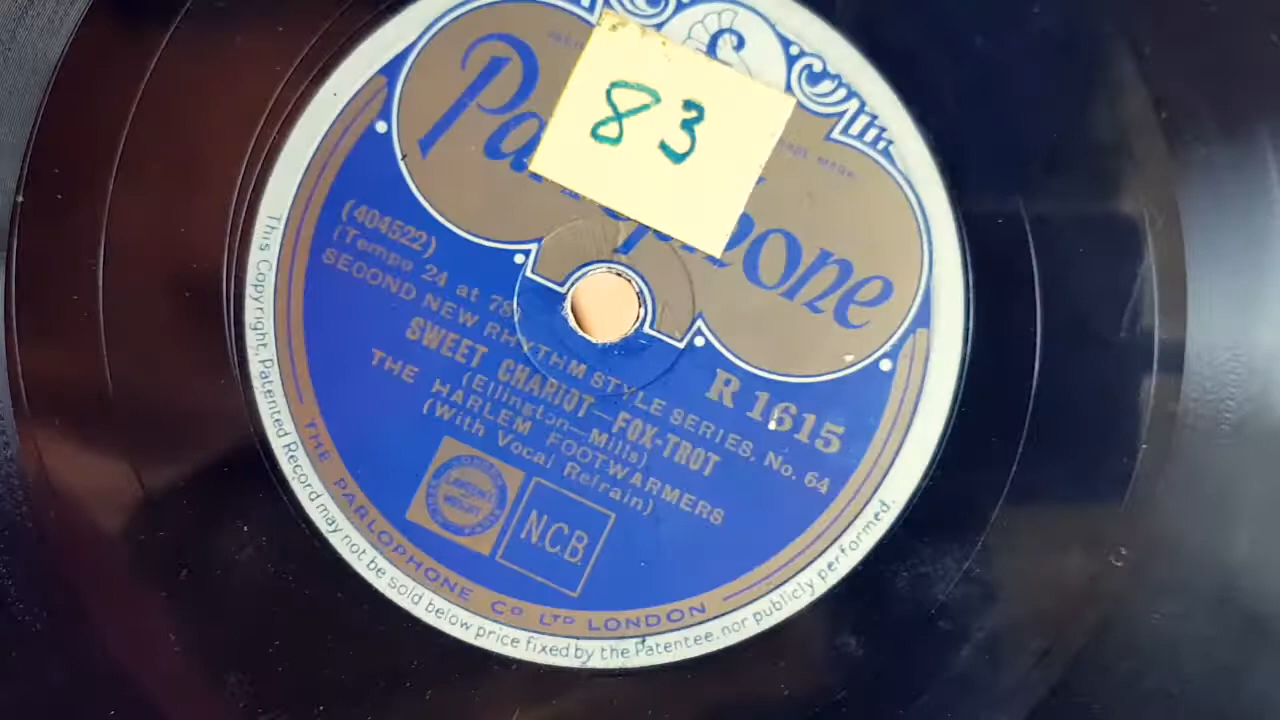 83
Parlophone
TRADE MARK
(404522)
(Tempo 24 at 78)
SECOND NEW RHYTHM STYLE SERIES, No. 64
R 1615
SWEET CHARIOT—FOX-TROT
(Ellington—Mills)
THE HARLEM FOOTWARMERS
(With Vocal Refrain)
N.C.B.
THE PARLOPHONE CO LTD LONDON
This Copyright, Patented Record may not be sold below price fixed by the Patentee. nor publicly performed.